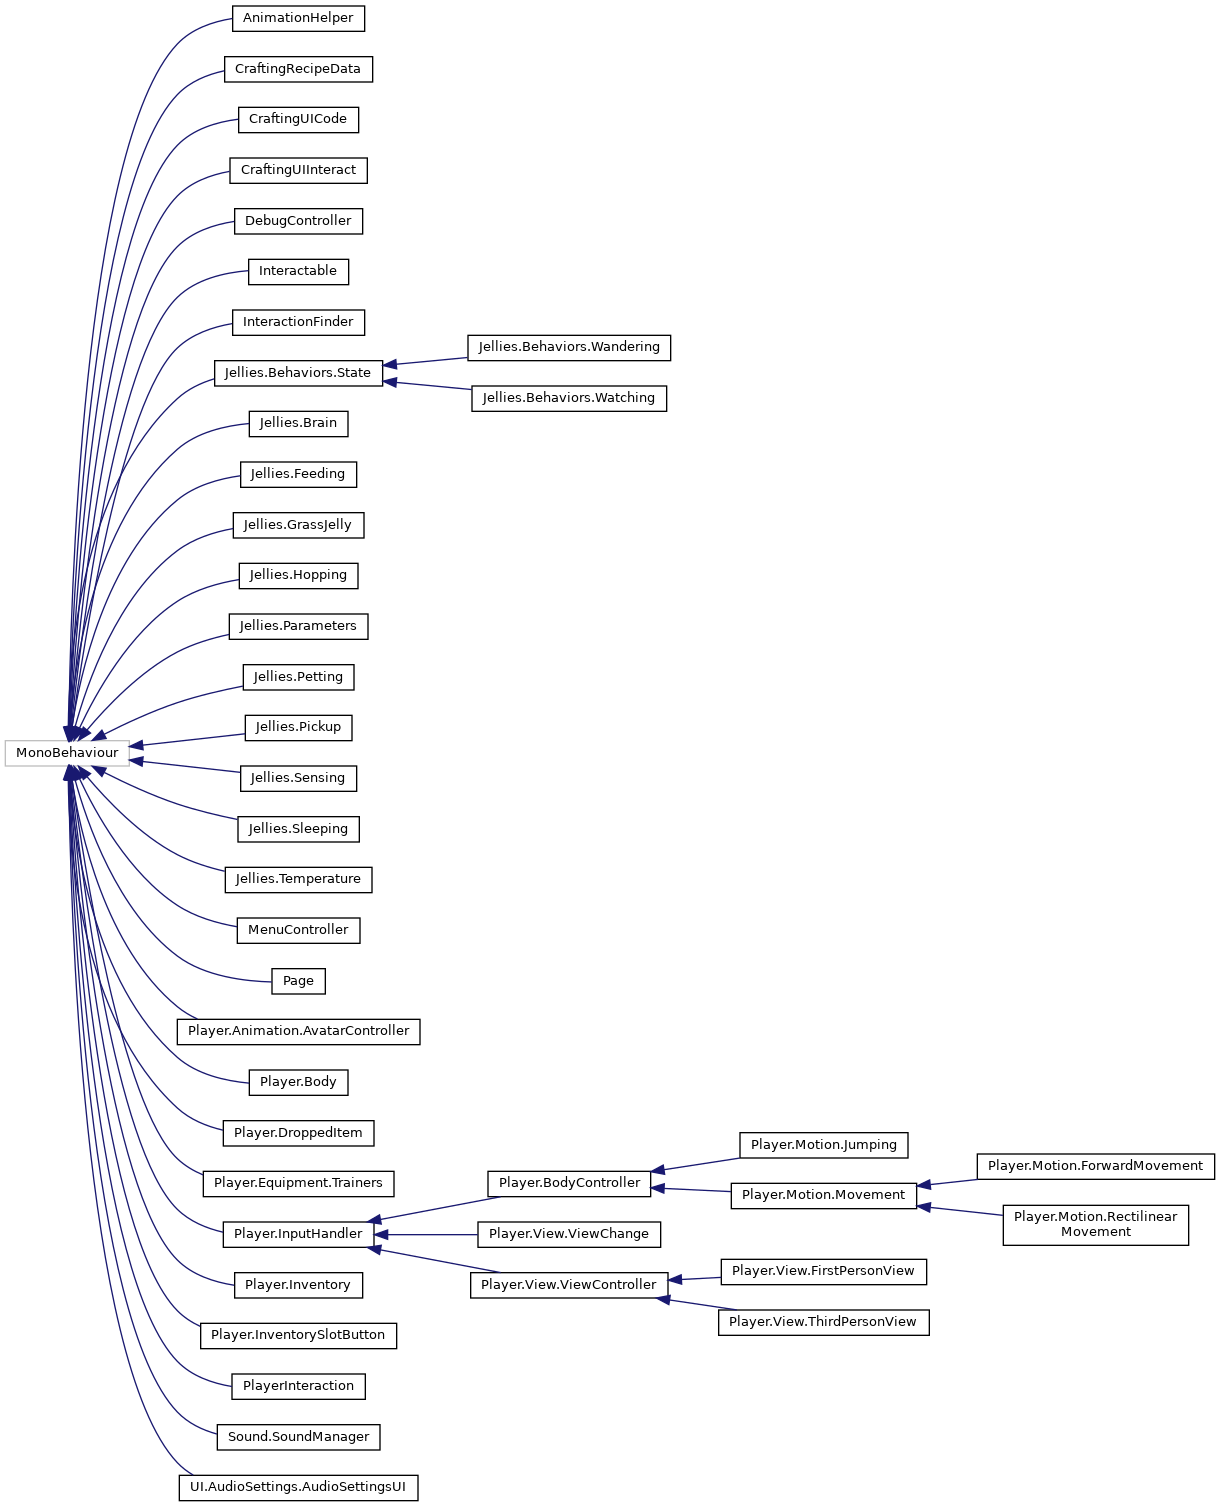 AnimationHelper
CraftingRecipeData
CraftingUICode
CraftingUIInteract
DebugController
Interactable
InteractionFinder
Jellies.Behaviors.Wandering
Jellies.Behaviors.State
Jellies.Behaviors.Watching
Jellies.Brain
Jellies.Feeding
Jellies.GrassJelly
Jellies.Hopping
Jellies.Parameters
Jellies.Petting
Jellies.Pickup
MonoBehaviour
Jellies.Sensing
Jellies.Sleeping
Jellies.Temperature
MenuController
Page
Player.Animation.AvatarController
Player.Body
Player.DroppedItem
Player.Motion.Jumping
Player.Motion.ForwardMovement
Player.Equipment.Trainers
Player.BodyController
Player.Motion.Movement
Player.Motion.Rectilinear
Movement
Player.InputHandler
Player.View.ViewChange
Player.View.FirstPersonView
Player.Inventory
Player.View.ViewController
Player.View.ThirdPersonView
Player.InventorySlotButton
PlayerInteraction
Sound.SoundManager
UI.AudioSettings.AudioSettingsUI